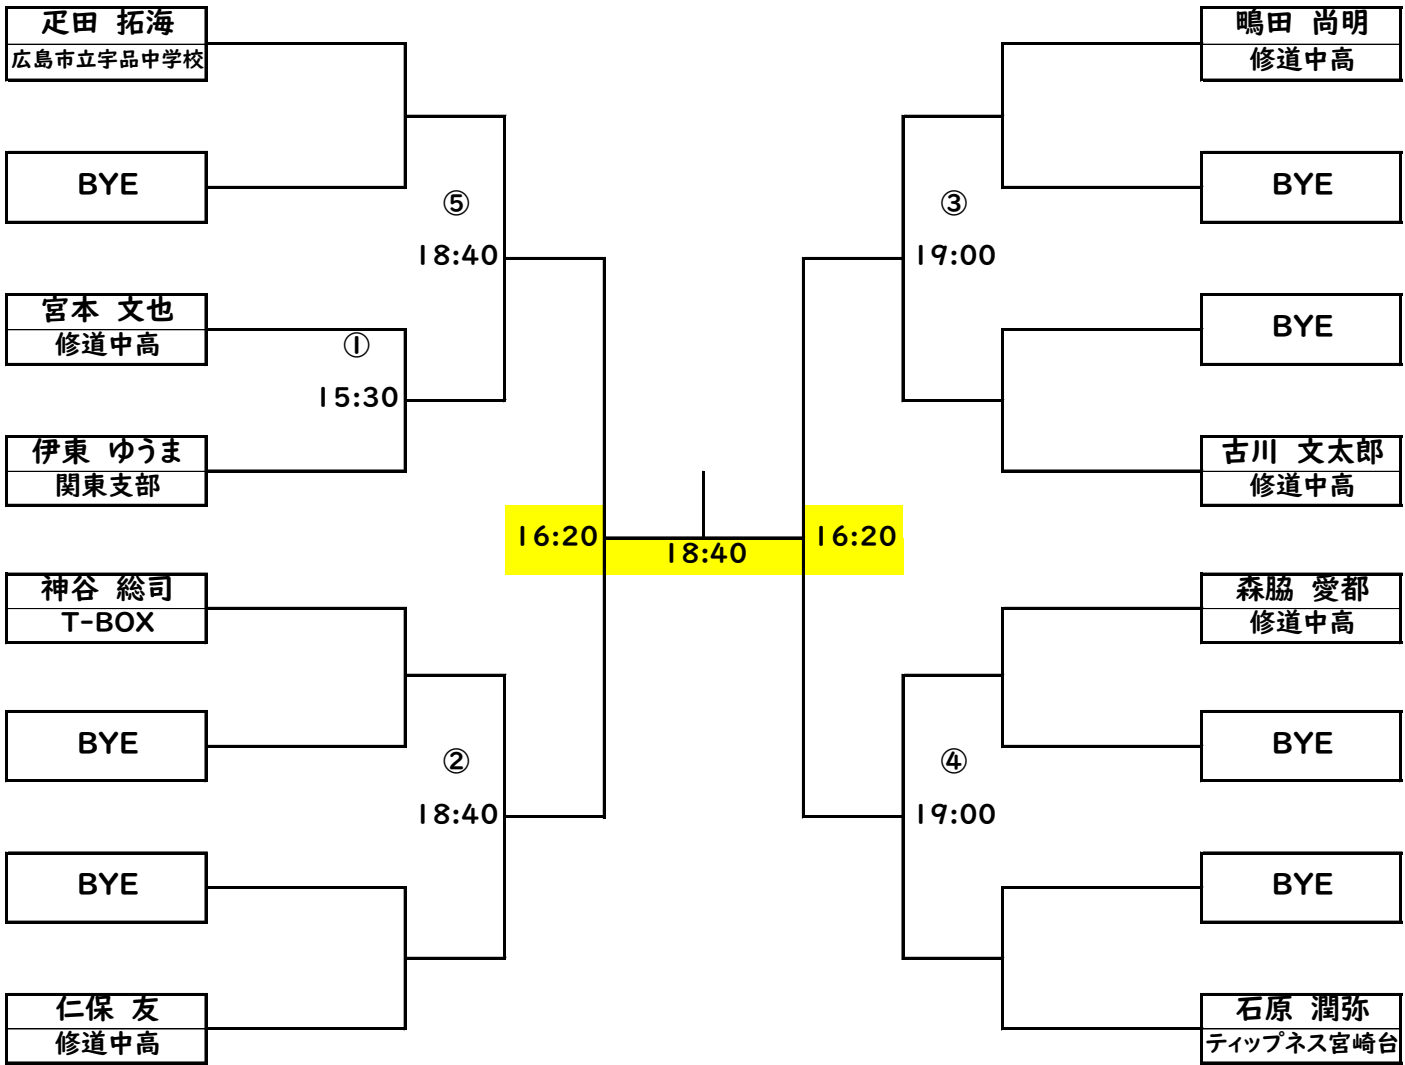 疋田 拓海
広島市立宇品中学校
BYE
⑤
18:40
宮本 文也
修道中高
①
15:30
伊東 ゆうま
関東支部
16:20
神谷 総司
T-BOX
BYE
②
18:40
BYE
仁保 友
修道中高
18:40
鴫田 尚明
修道中高
BYE
③
19:00
BYE
古川 文太郎
修道中高
16:20
森脇 愛都
修道中高
BYE
④
19:00
BYE
石原 潤弥
ティップネス宮崎台